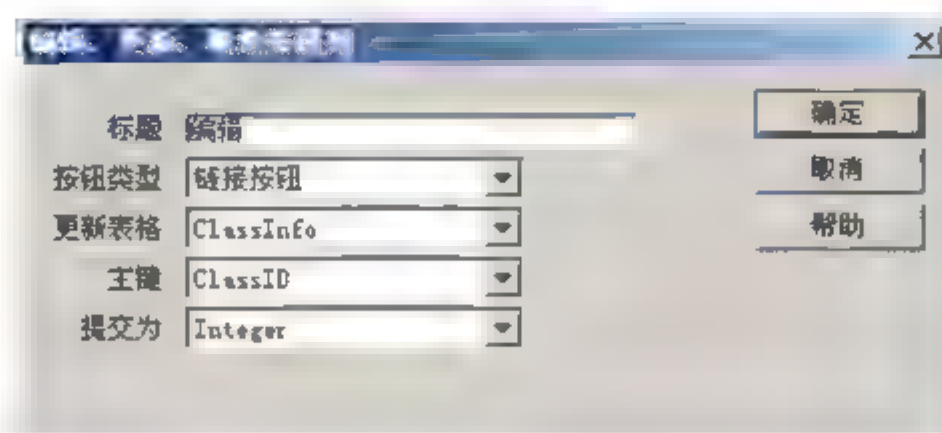 标题 编辑
确定
按钮类型 链接按钮
取消
更新表格 ClassInfo
帮助
主键 ClassID
提交为 Integer